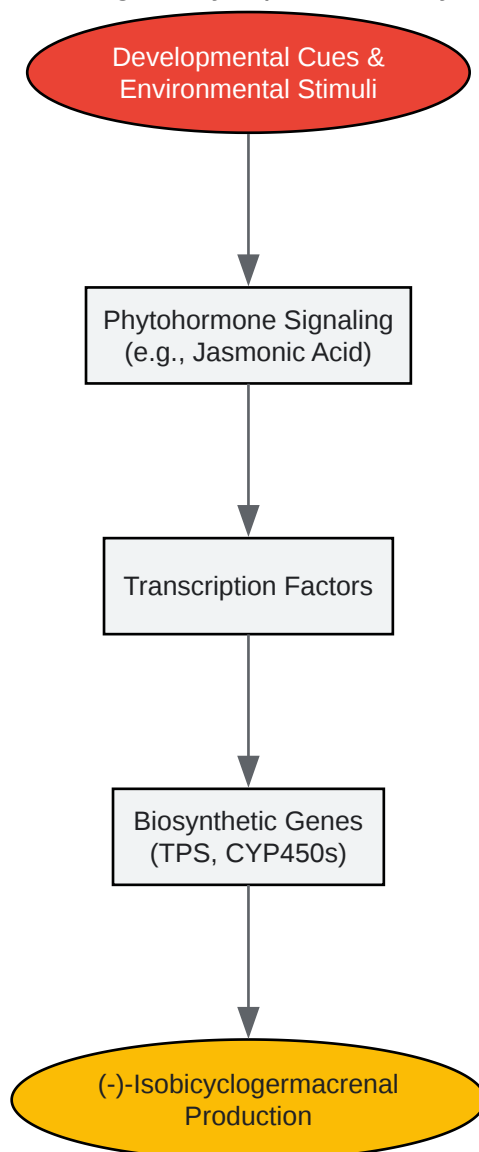 Developmental Cues &
Environmental Stimuli
Phytohormone Signaling
(e.g., Jasmonic Acid)
Transcription Factors
Biosynthetic Genes
(TPS, CYP450s)
(-)-Isobicyclogermacrenal
Production